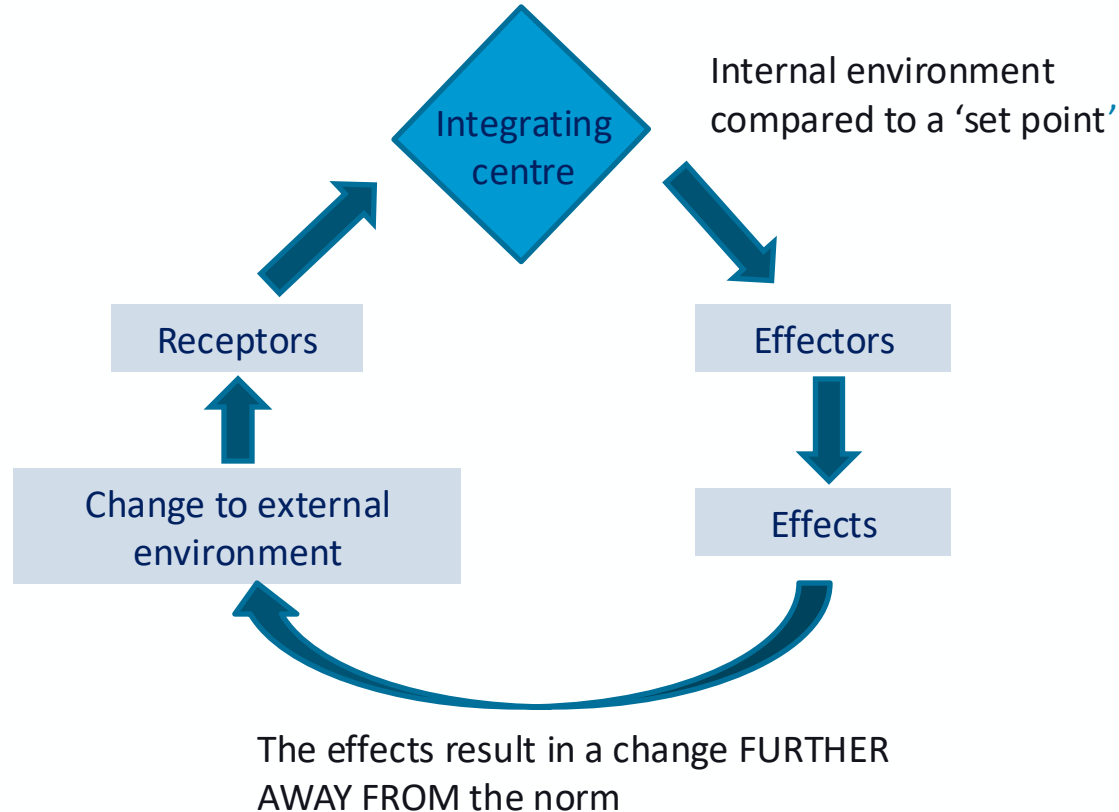 Integrating
centre
Internal environment
compared to a ‘set point’
Receptors
Effectors
Change to external
environment
Effects
The effects result in a change FURTHER
AWAY FROM the norm